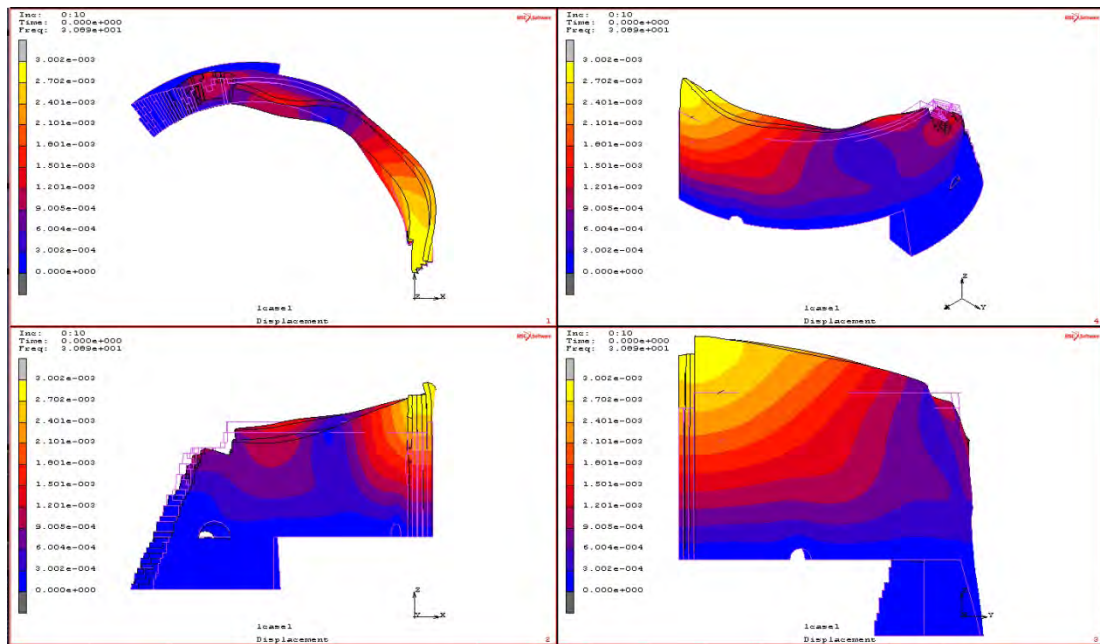 Inc: 0:10
Time: 0.000e+000
Freq: 3.089e+001
3.002e-003
2.702e-003
2.401e-003
2.101e-003
1.801e-003
1.501e-003
1.201e-003
9.005e-004
6.004e-004
3.002e-004
0.000e+000
Z X
lcase1
Displacement
1
Inc: 0:10
Time: 0.000e+000
Freq: 3.089e+001
3.002e-003
2.702e-003
2.401e-003
2.101e-003
1.801e-003
1.501e-003
1.201e-003
9.005e-004
6.004e-004
3.002e-004
0.000e+000
Z
X Y
lcase1
Displacement
4
Inc: 0:10
Time: 0.000e+000
Freq: 3.089e+001
3.002e-003
2.702e-003
2.401e-003
2.101e-003
1.801e-003
1.501e-003
1.201e-003
9.005e-004
6.004e-004
3.002e-004
0.000e+000
Z
Y X
lcase1
Displacement
2
Inc: 0:10
Time: 0.000e+000
Freq: 3.089e+001
3.002e-003
2.702e-003
2.401e-003
2.101e-003
1.801e-003
1.501e-003
1.201e-003
9.005e-004
6.004e-004
3.002e-004
0.000e+000
Y
lcase1
Displacement
3